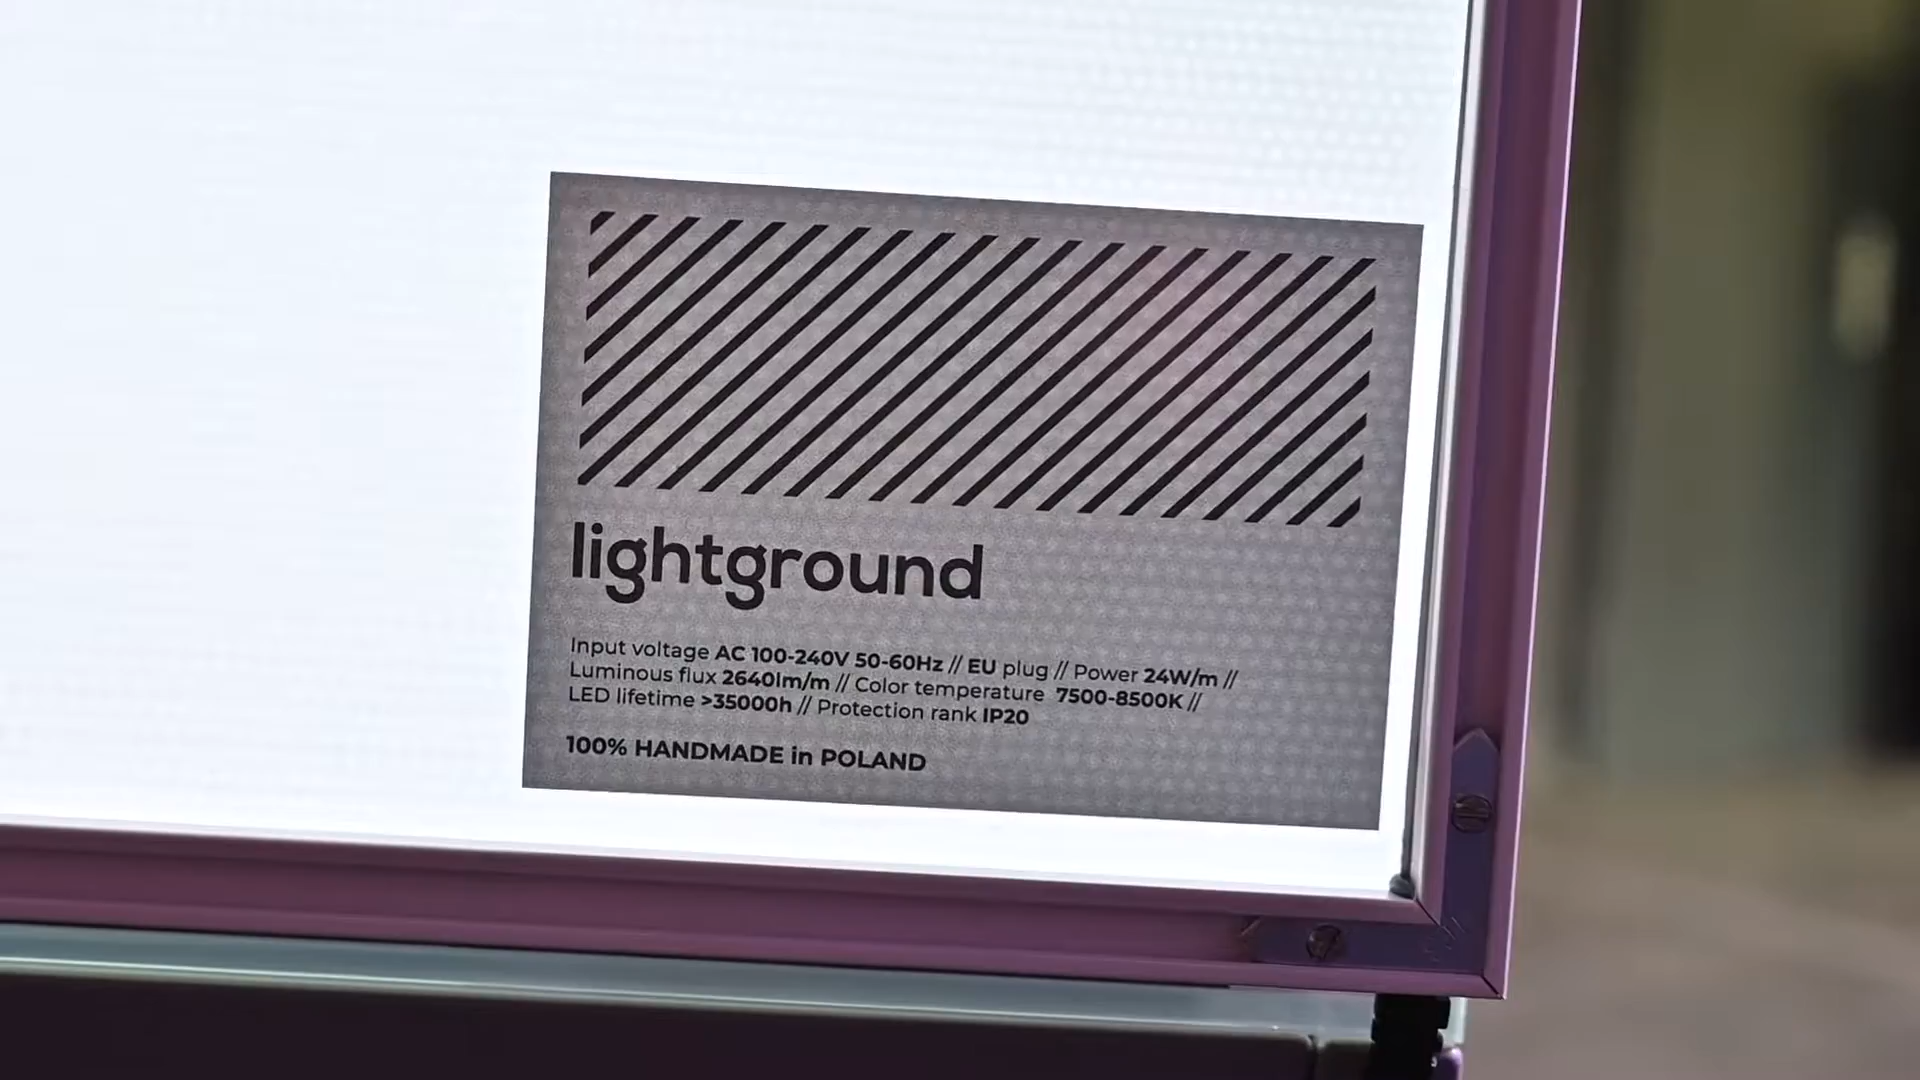 lightground
Input voltage AC 100-240V 50-60Hz // EU plug // Power 24W/m //
Luminous flux 2640lm/m // Color temperature 7500-8500K //
LED lifetime >35000h // Protection rank IP20
100% HANDMADE in POLAND